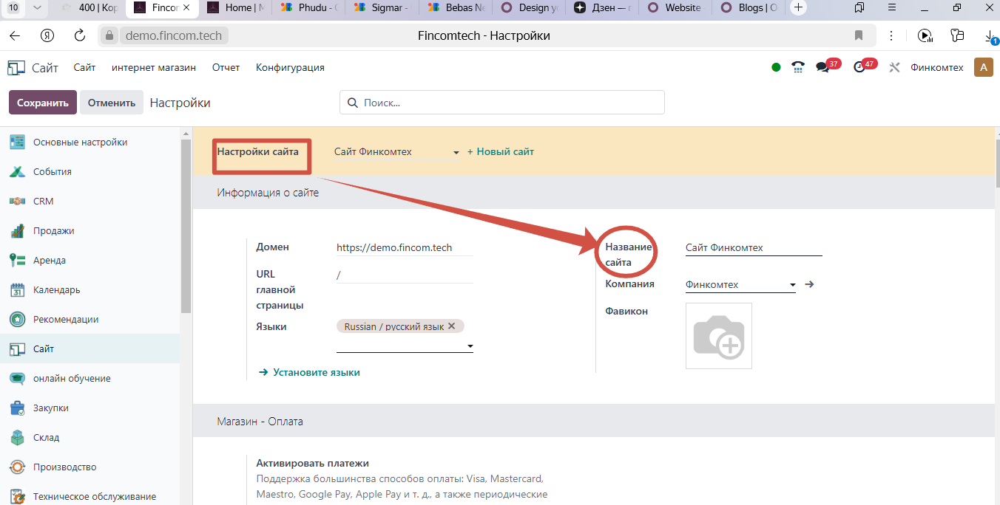 10 400 | Кор Fincor Home | M Phudu - Sigmar - Bebas Ne Design y Дзен — Website Blogs | O
demo.fincom.tech Fincomtech - Настройки 1
Сайт Сайт интернет магазин Отчет Конфигурация 37 47 Финкомтех A
Сохранить Отменить Настройки Поиск...
Основные настройки
События
CRM
Продажи
Аренда
Календарь
Рекомендации
Сайт
онлайн обучение
Закупки
Склад
Производство
Техническое обслуживание
Настройки сайта Сайт Финкомтех + Новый сайт
Информация о сайте
Домен https://demo.fincom.tech
URL главной страницы /
Языки Russian / русский язык
Установите языки
Название сайта Сайт Финкомтех
Компания Финкомтех
Фавикон
Магазин - Оплата
Активировать платежи
Поддержка большинства способов оплаты: Visa, Mastercard,
Maestro, Google Pay, Apple Pay и т. д., а также периодические